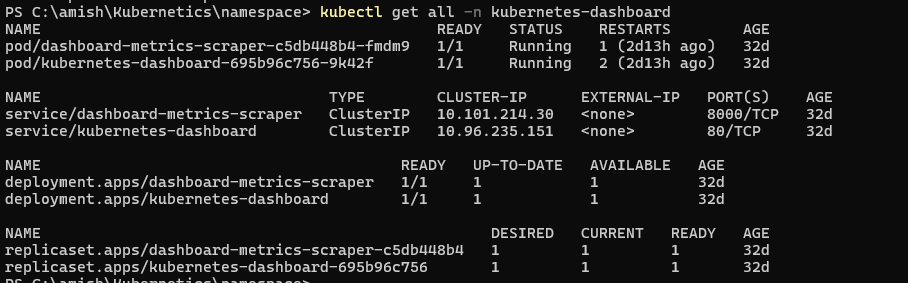 PS C:\amish\Kubernetics\namespace> kubectl get all -n kubernetes-dashboard
NAME READY STATUS RESTARTS AGE
pod/dashboard-metrics-scraper-c5db448b4-fmdm9 1/1 Running 1 (2d13h ago) 32d
pod/kubernetes-dashboard-695b96c756-9k42f 1/1 Running 2 (2d13h ago) 32d
NAME TYPE CLUSTER-IP EXTERNAL-IP PORT(S) AGE
service/dashboard-metrics-scraper ClusterIP 10.101.214.30 <none> 8000/TCP 32d
service/kubernetes-dashboard ClusterIP 10.96.235.151 <none> 80/TCP 32d
NAME READY UP-TO-DATE AVAILABLE AGE
deployment.apps/dashboard-metrics-scraper 1/1 1 1 32d
deployment.apps/kubernetes-dashboard 1/1 1 1 32d
NAME DESIRED CURRENT READY AGE
replicaset.apps/dashboard-metrics-scraper-c5db448b4 1 1 1 32d
replicaset.apps/kubernetes-dashboard-695b96c756 1 1 1 32d
PS C:\amish\Kubernetics\namespace>